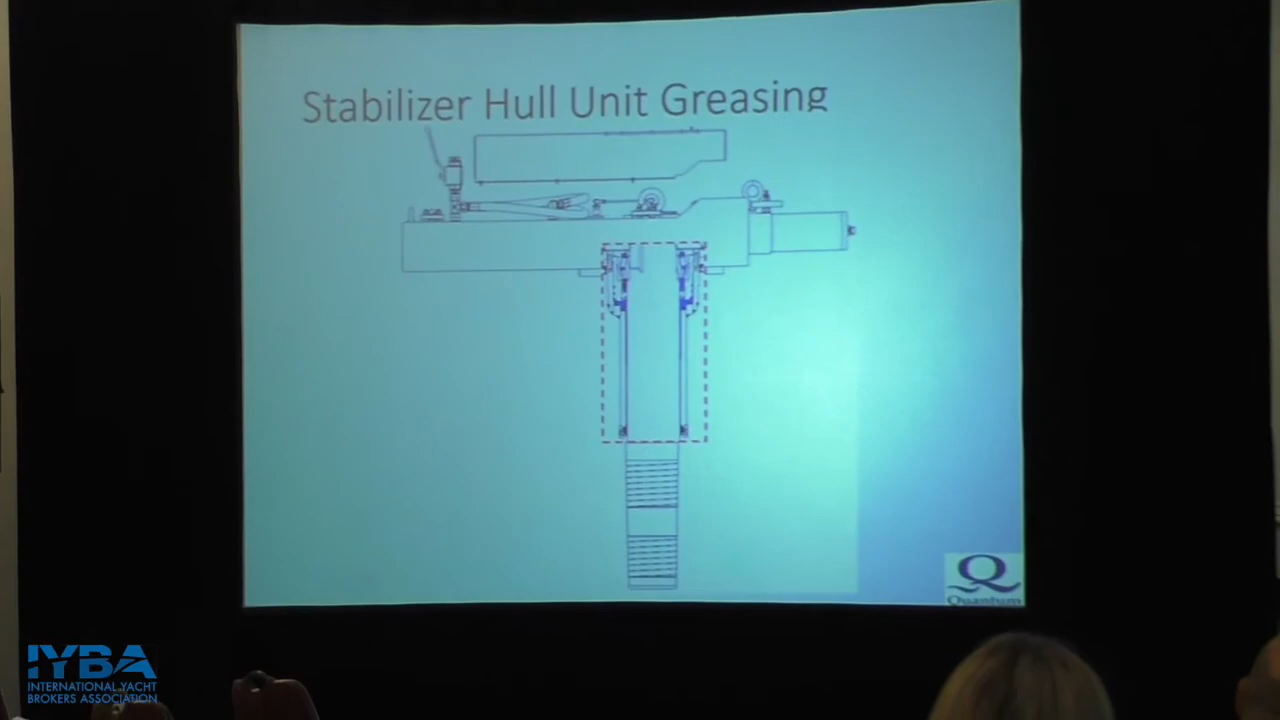 Stabilizer Hull Unit Greasing
Q
Quantum
IYBA
INTERNATIONAL YACHT
BROKERS ASSOCIATION